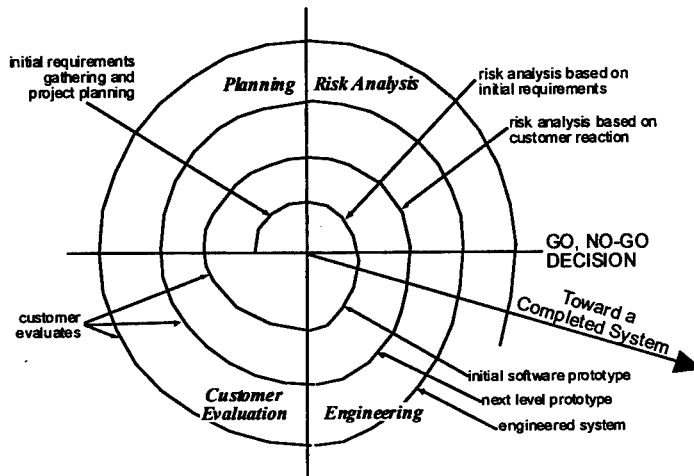 initial requirements
gathering and
project planning
Planning
Risk Analysis
risk analysis based on
initial requirements
risk analysis based on
customer reaction
GO, NO-GO
DECISION
Toward a
Completed System
customer
evaluates
Customer
Evaluation
Engineering
initial software prototype
next level prototype
engineered system